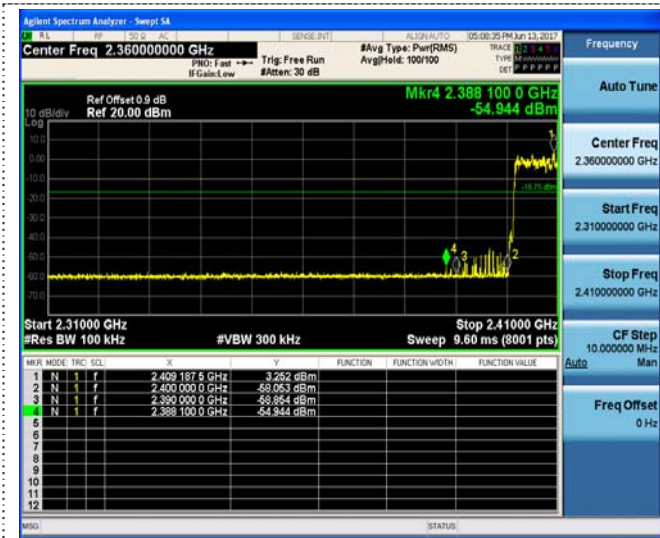 Agilent Spectrum Analyzer - Swept SA
RL RF 50 Ω AC SENSE:INT ALIGNAUTO 05:08:35 PM Jun 13, 2017
Center Freq 2.360000000 GHz
PNO: Fast
IFGain:Low
Trig: Free Run
#Atten: 30 dB
#Avg Type: Pwr(RMS)
Avg|Hold: 100/100
TRACE 1 2 3 4 5 6
TYPE
DET P P P P P P
Ref Offset 0.9 dB
Ref 20.00 dBm
10 dB/div
Log
Mkr4 2.388 100 0 GHz
-54.944 dBm
10.0
0.00
-10.0
-20.0
-30.0
-40.0
-50.0
-60.0
-70.0
1
-16.75 dBm
4
3
2
Start 2.31000 GHz
Stop 2.41000 GHz
#Res BW 100 kHz
#VBW 300 kHz
Sweep 9.60 ms (8001 pts)
MKR MODE TRC SCL X Y FUNCTION FUNCTION WIDTH FUNCTION VALUE
1 N 1 f 2.409 187 5 GHz 3.252 dBm
2 N 1 f 2.400 000 0 GHz -58.053 dBm
3 N 1 f 2.390 000 0 GHz -58.854 dBm
4 N 1 f 2.388 100 0 GHz -54.944 dBm
5
6
7
8
9
10
11
12
MSG
STATUS
Frequency
Auto Tune
Center Freq
2.360000000 GHz
Start Freq
2.310000000 GHz
Stop Freq
2.410000000 GHz
CF Step
10.000000 MHz
Auto Man
Freq Offset
0 Hz